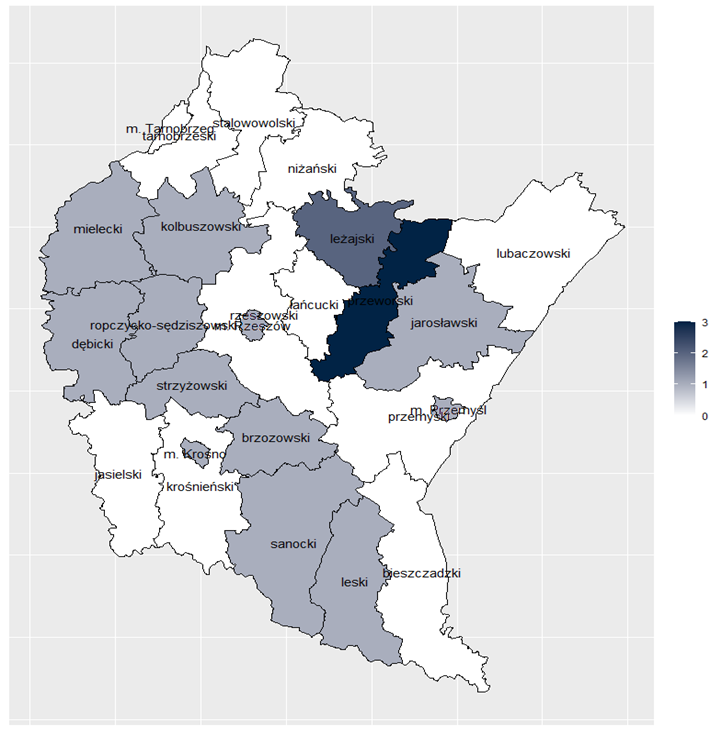 stalowowolski
m. Tarnobrzeg
tarnobrzeski
niżański
mielecki
kolbuszowski
leżajski
lubaczowski
rzeszowski
łańcucki
przeworski
jarosławski
ropczycko-sędziszowski
m. Rzeszów
dębicki
strzyżowski
m. Przemyśl
przemyski
brzozowski
m. Krosno
jasielski
krośnieński
sanocki
leski
bieszczadzki
3
2
1
0